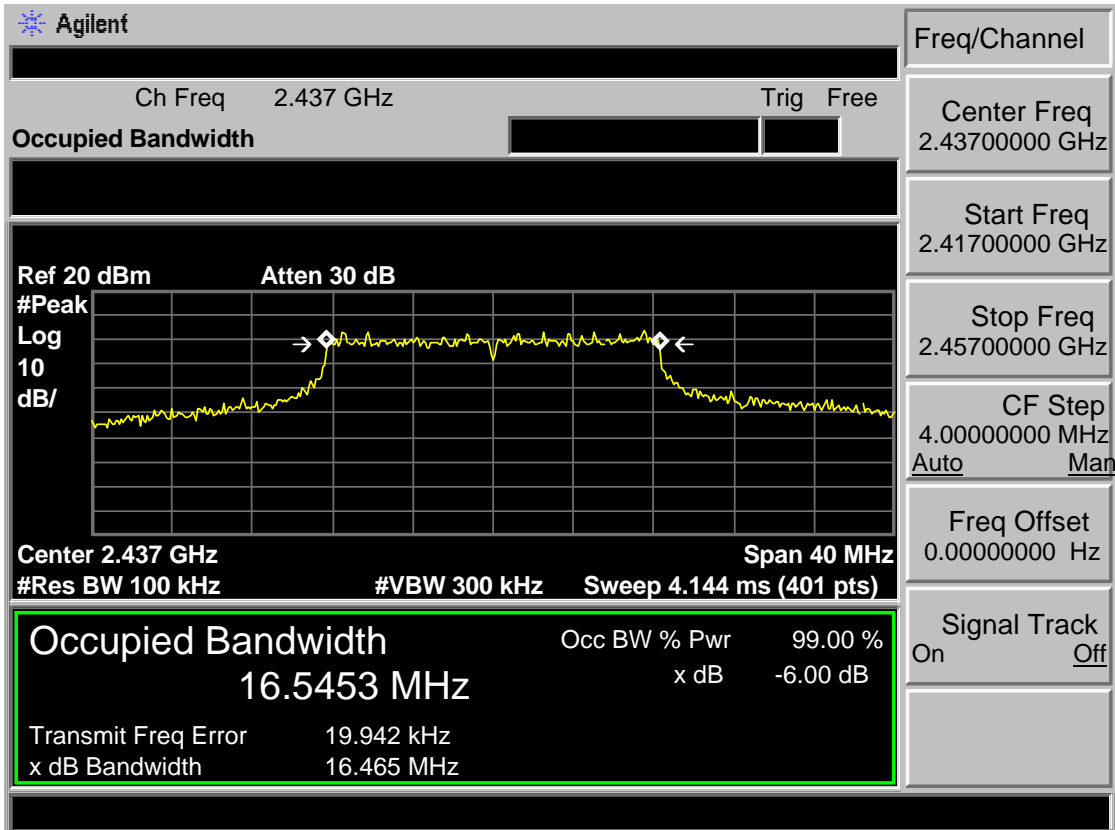 Agilent
Freq/Channel
Ch Freq 2.437 GHz Trig Free
Occupied Bandwidth
Center Freq
2.43700000 GHz
Start Freq
2.41700000 GHz
Ref 20 dBm Atten 30 dB
#Peak
Log
10
dB/
Stop Freq
2.45700000 GHz
CF Step
4.00000000 MHz
Auto Man
Center 2.437 GHz Span 40 MHz
#Res BW 100 kHz #VBW 300 kHz Sweep 4.144 ms (401 pts)
Freq Offset
0.00000000 Hz
Occupied Bandwidth Occ BW % Pwr 99.00 %
16.5453 MHz x dB -6.00 dB
Transmit Freq Error 19.942 kHz
x dB Bandwidth 16.465 MHz
Signal Track
On Off